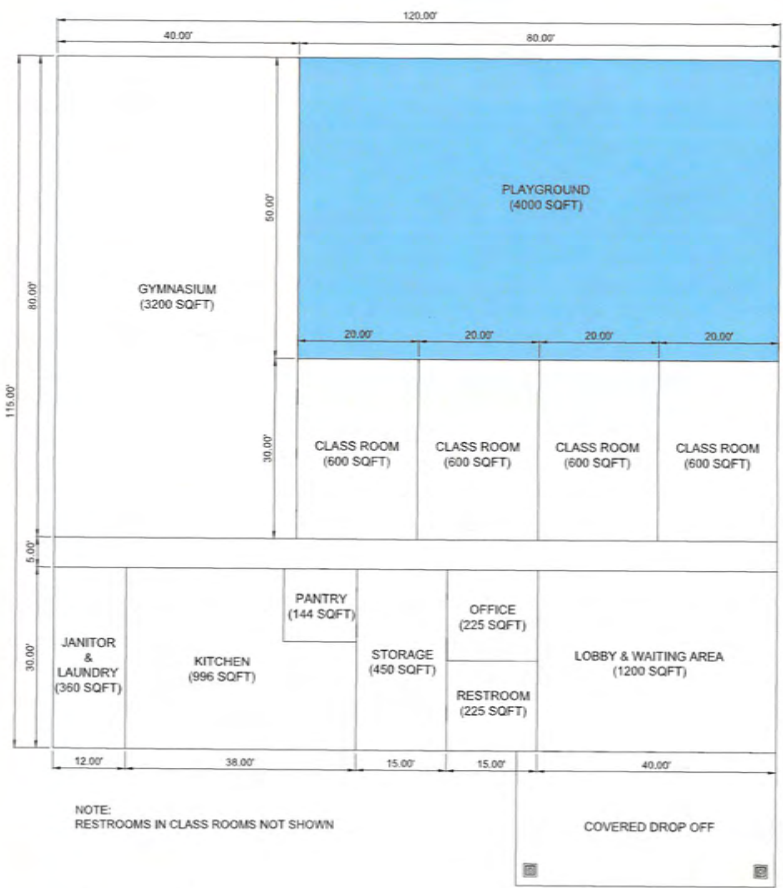 120.00'
40.00'
80.00'
115.00'
80.00'
50.00'
PLAYGROUND
(4000 SQFT)
GYMNASIUM
(3200 SQFT)
20.00'
20.00'
20.00'
20.00'
30.00'
CLASS ROOM
(600 SQFT)
CLASS ROOM
(600 SQFT)
CLASS ROOM
(600 SQFT)
CLASS ROOM
(600 SQFT)
5.00'
30.00'
JANITOR
&
LAUNDRY
(360 SQFT)
KITCHEN
(996 SQFT)
PANTRY
(144 SQFT)
STORAGE
(450 SQFT)
OFFICE
(225 SQFT)
RESTROOM
(225 SQFT)
LOBBY & WAITING AREA
(1200 SQFT)
12.00'
38.00'
15.00'
15.00'
40.00'
NOTE:
RESTROOMS IN CLASS ROOMS NOT SHOWN
COVERED DROP OFF